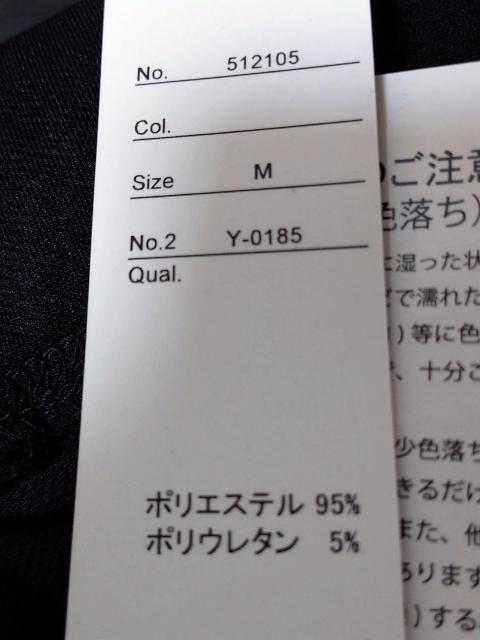 No. 512105
Col.
Size M
No.2 Y-0185
Qual.
ポリエステル 95%
ポリウレタン 5%
ご注意
色落ち）
湿った状
で濡れた
）等に色
、十分ご
少色落ち
きるだけ
また、他
ります
）する